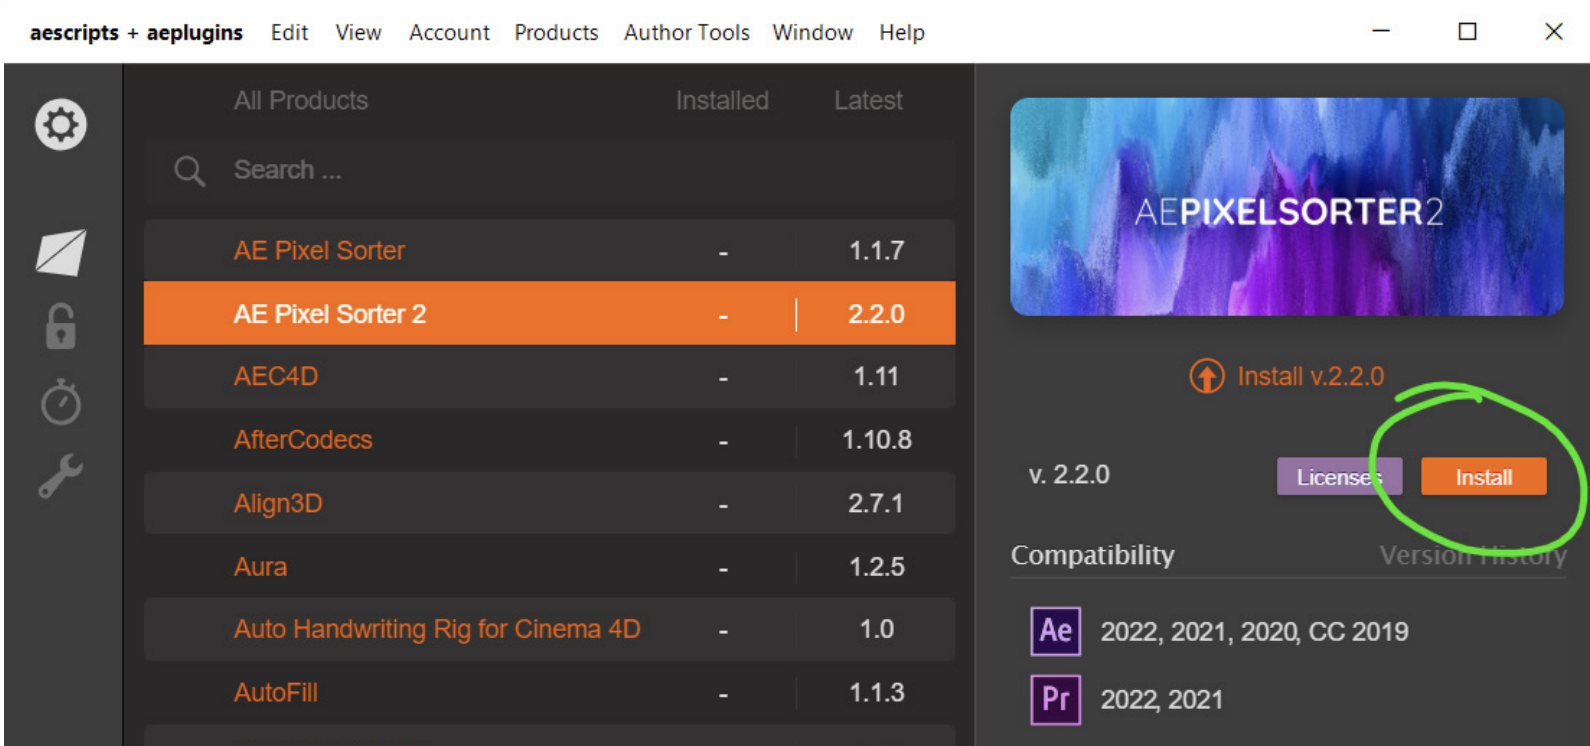 aescripts + aeplugins Edit View Account Products Author Tools Window Help
All Products Installed Latest
Search ...
AE Pixel Sorter - 1.1.7
AE Pixel Sorter 2 - 2.2.0
AEC4D - 1.11
AfterCodecs - 1.10.8
Align3D - 2.7.1
Aura - 1.2.5
Auto Handwriting Rig for Cinema 4D - 1.0
AutoFill - 1.1.3
AEPIXELSORTER2
Install v.2.2.0
v. 2.2.0 Licenses Install
Compatibility Version History
Ae 2022, 2021, 2020, CC 2019
Pr 2022, 2021